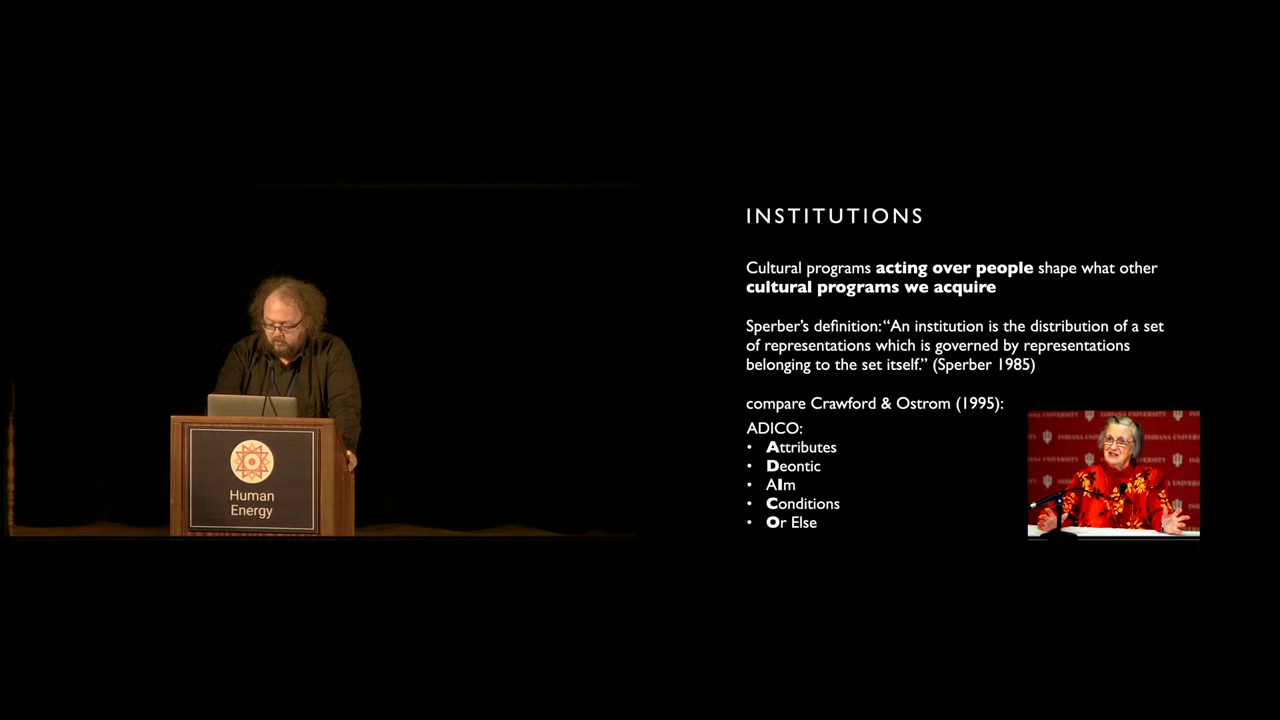 INSTITUTIONS
Cultural programs acting over people shape what other
cultural programs we acquire
Sperber's definition: “An institution is the distribution of a set
of representations which is governed by representations
belonging to the set itself.” (Sperber 1985)
compare Crawford & Ostrom (1995):
ADICO:
• Attributes
• Deontic
• AIm
• Conditions
• Or Else
Human
Energy
INDIANA UNIVERSITY